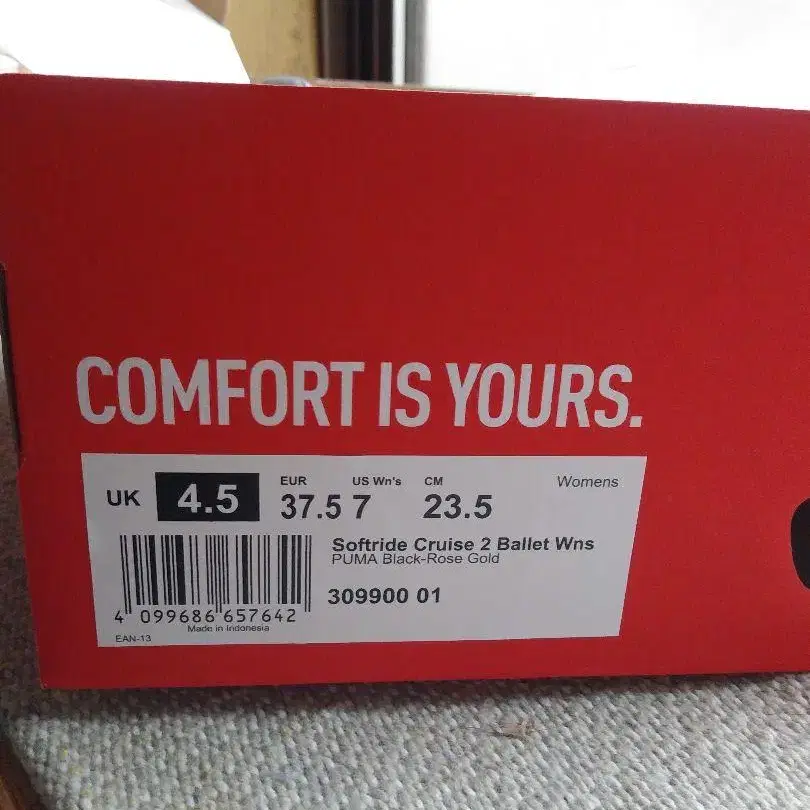 COMFORT IS YOURS.
UK 4.5 EUR 37.5 US Wn's 7 CM 23.5 Womens
Softride Cruise 2 Ballet Wns
PUMA Black-Rose Gold
309900 01
4 099686 657642
Made in Indonesia
EAN-13